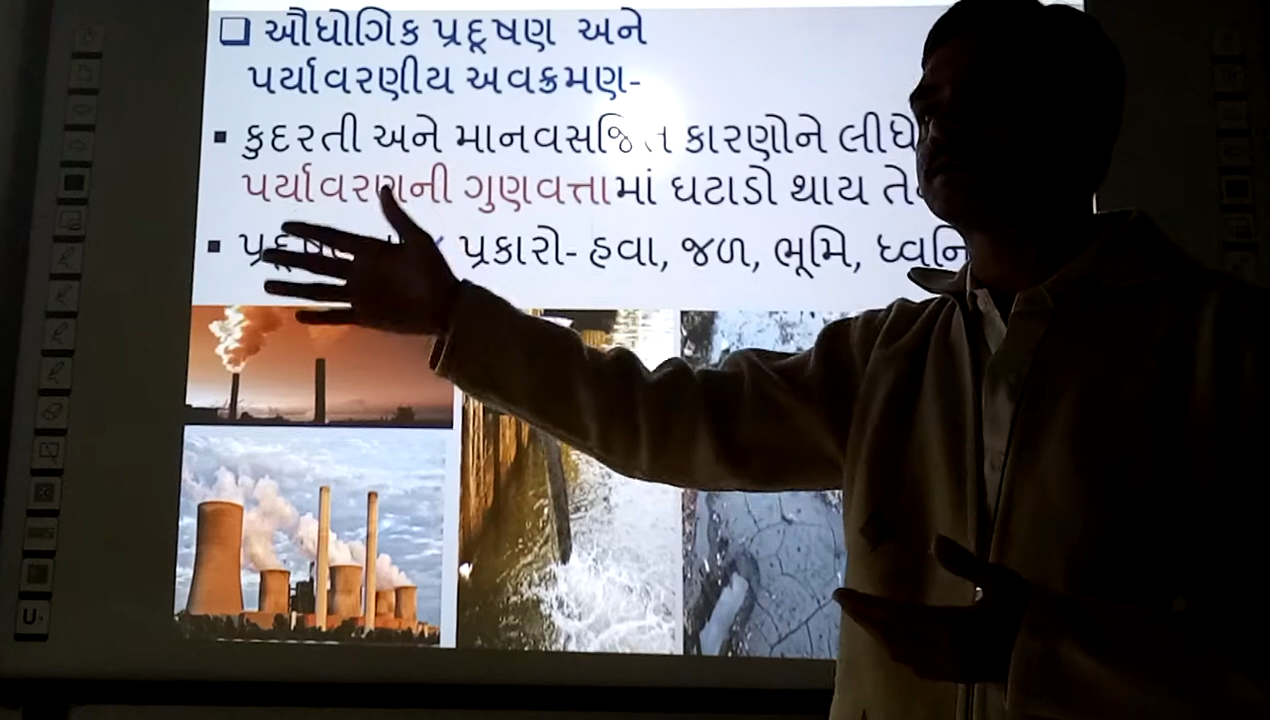 ઔધોગિક પ્રદૂષણ અને
પર્યાવરણીય અવક્રમણ-
કુદરતી અને માનવસર્જિત કારણોને લીધે
પર્યાવરણની ગુણવત્તામાં ઘટાડો થાય
પ્રકારો- હવા, જળ, ભૂમિ, ધ્વનિ